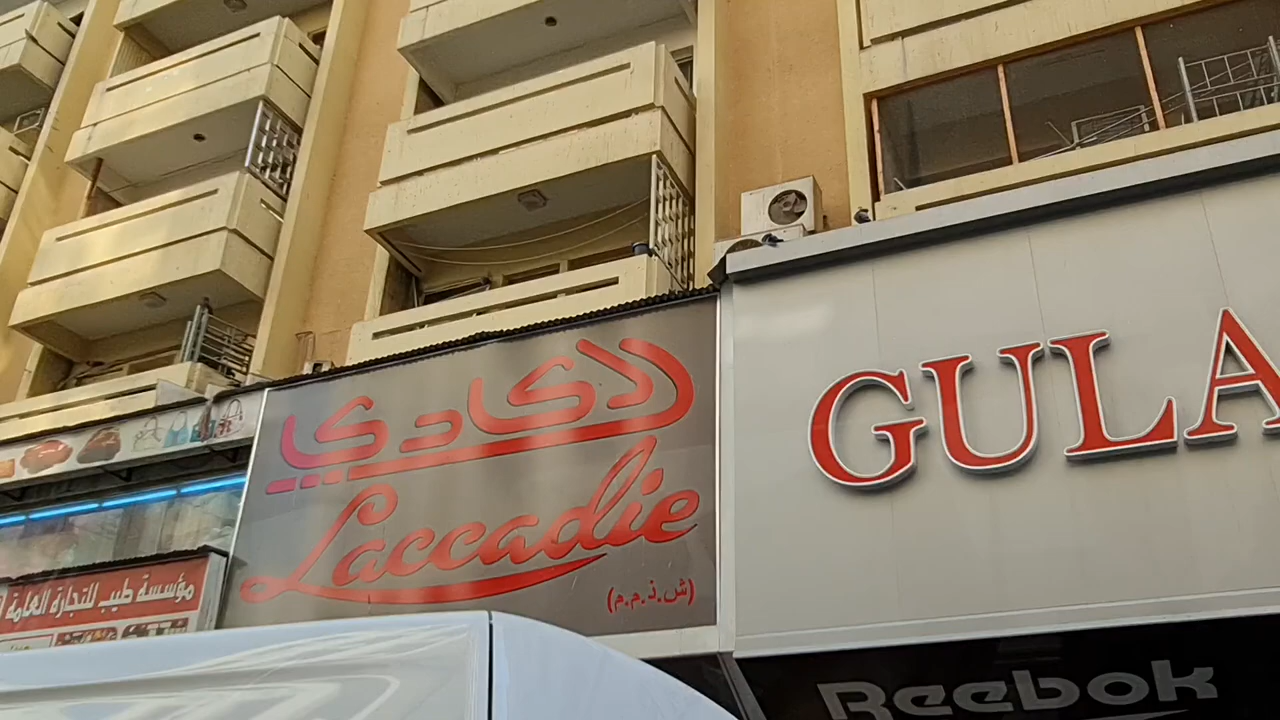 لاكادي
Laccadie
(ش.ذ.م.م)
GULA
Reebok
مؤسسة طيب للتجارة العامة